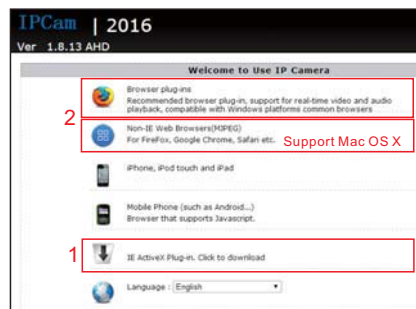 IPCam | 2016
Ver 1.8.13 AHD
Welcome to Use IP Camera
Browser plug-ins
Recommended browser plug-in, support for real-time video and audio
playback, compatible with Windows platforms common browsers
2
Non-IE Web Browsers(MJPEG)
For FireFox, Google Chrome, Safari etc. Support Mac OS X
iPhone, iPod touch and iPad
Mobile Phone (such as Android...)
Browser that supports Javascript.
1
IE ActiveX Plug-in. Click to download
Language : English